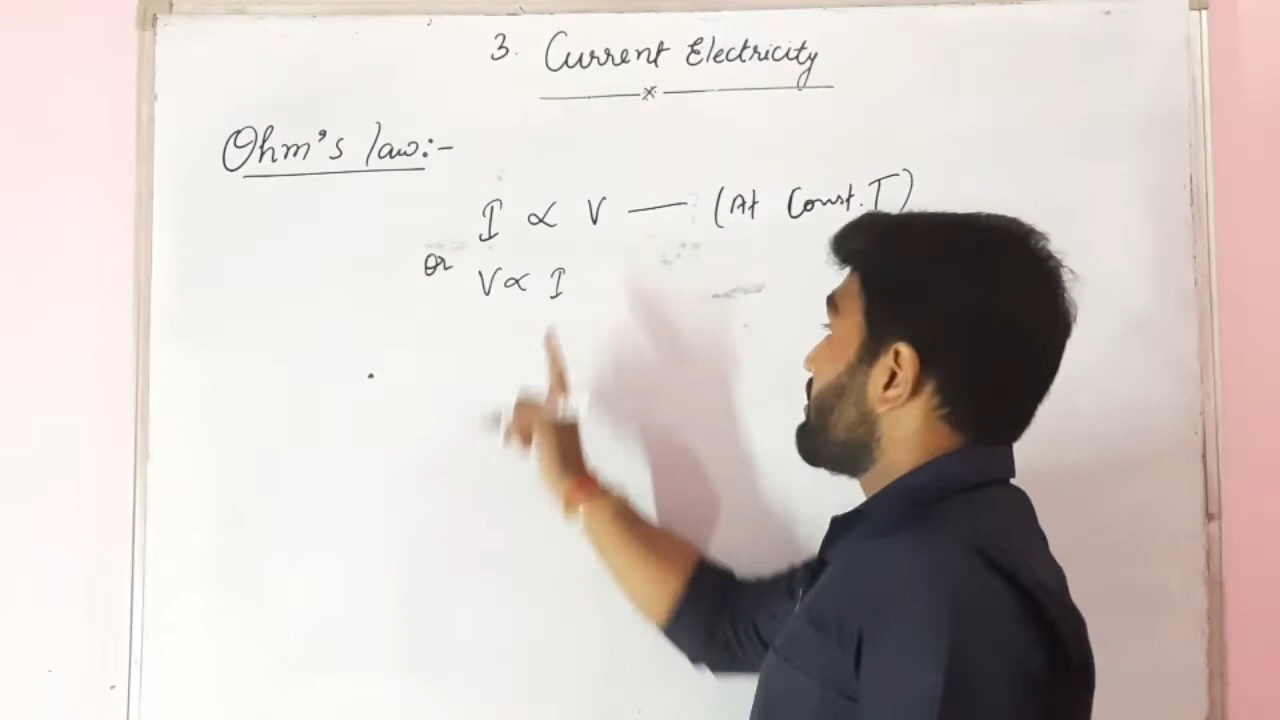 3. Current Electricity
Ohm's law:-
I ∝ V — (At Const. T)
or V ∝ I